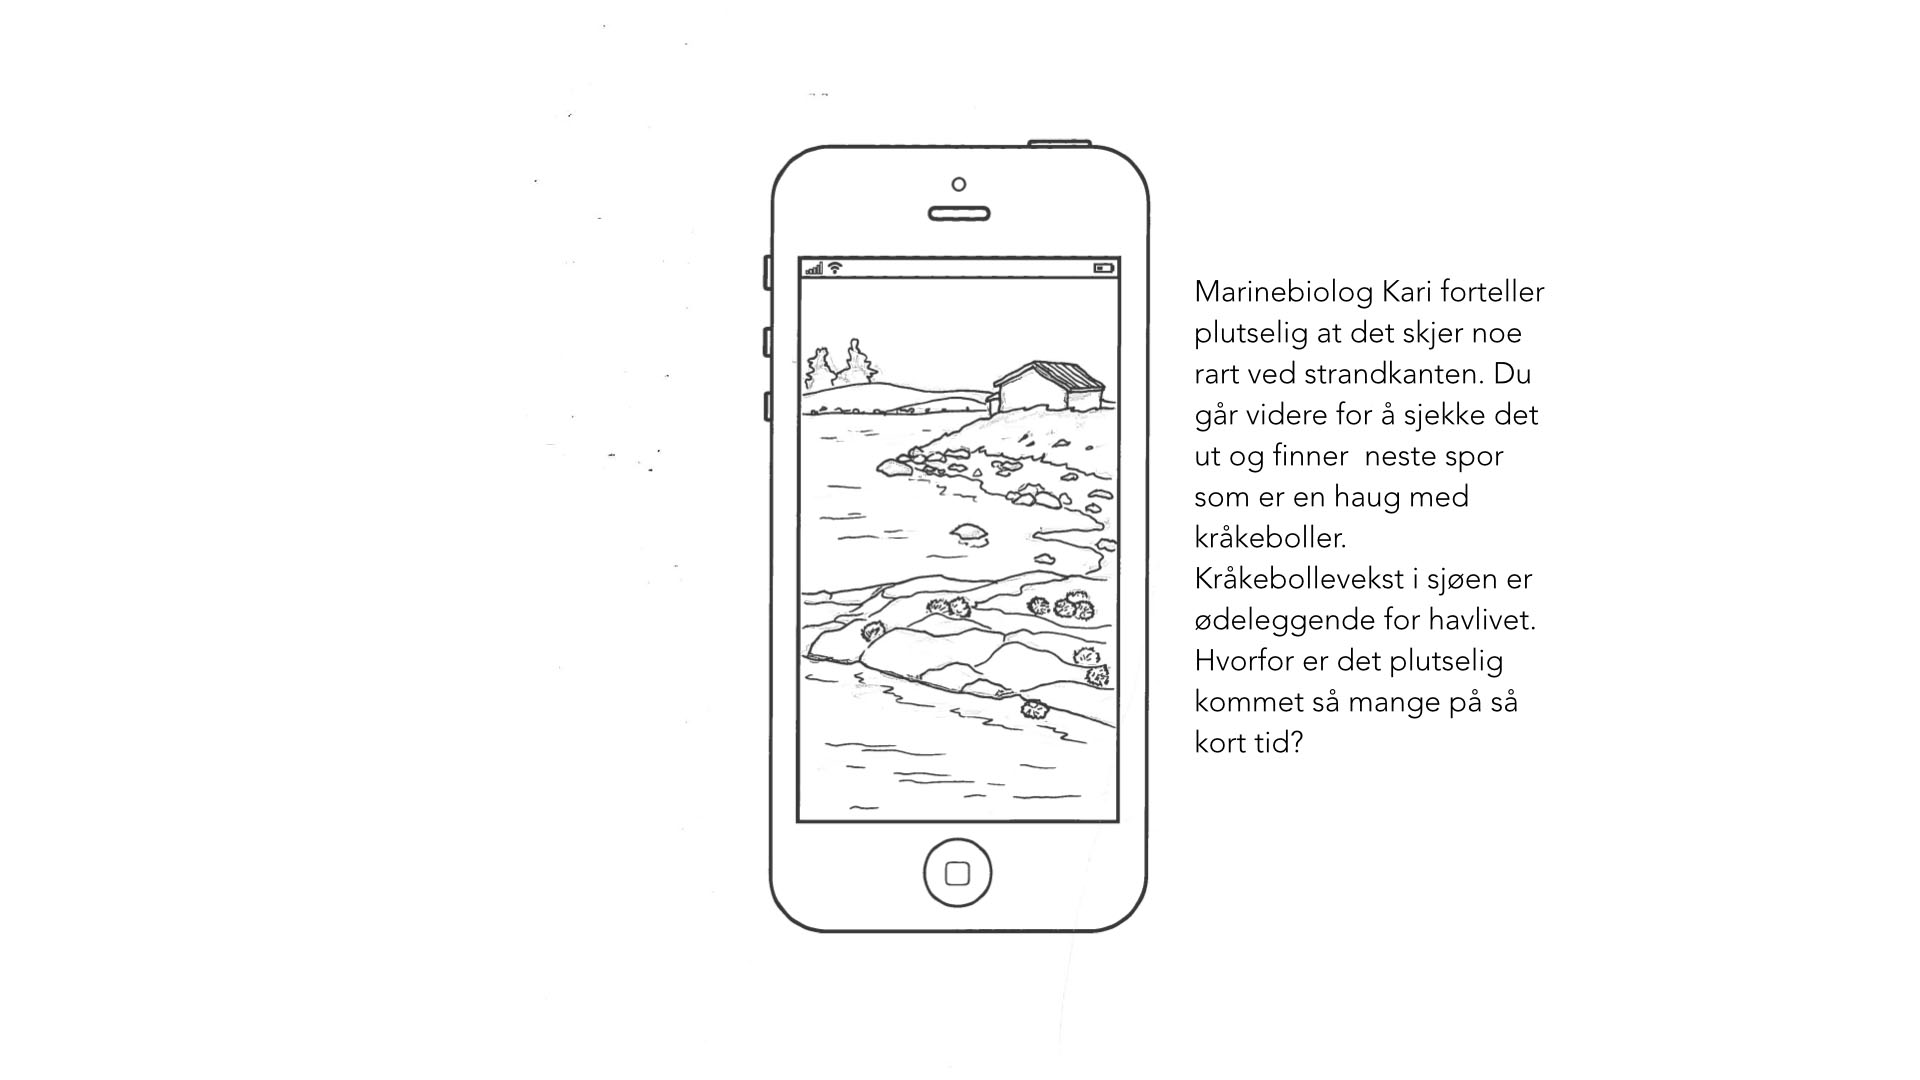 Marinebiolog Kari forteller
plutselig at det skjer noe
rart ved strandkanten. Du
går videre for å sjekke det
ut og finner  neste spor
som er en haug med
kråkeboller.
Kråkebollevekst i sjøen er
ødeleggende for havlivet.
Hvorfor er det plutselig
kommet så mange på så
kort tid?